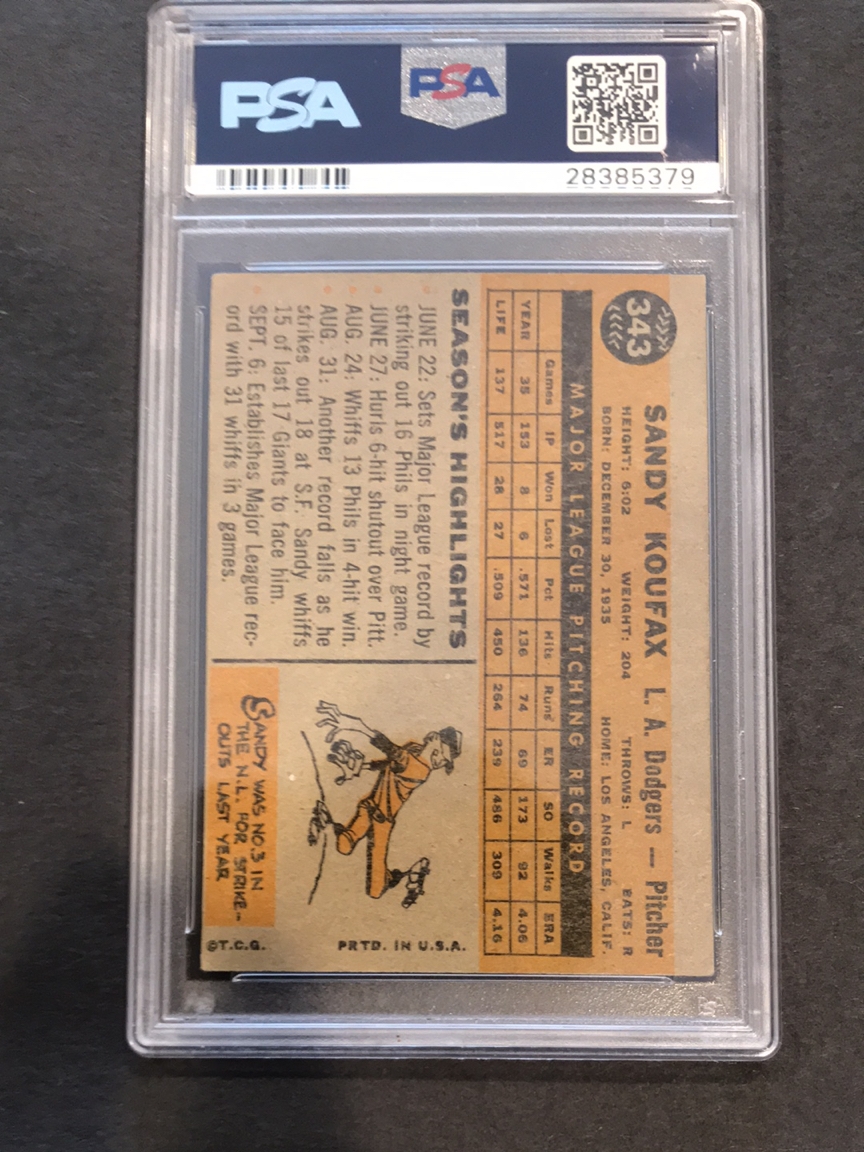 PSA
PSA
28385379
343
SANDY KOUFAX L. A. Dodgers — Pitcher
HEIGHT: 6:02 WEIGHT: 204 THROWS: L BATS: R
BORN: DECEMBER 30, 1935 HOME: LOS ANGELES, CALIF.
MAJOR LEAGUE PITCHING RECORD
Games IP Won Lost Pct Hits Runs ER SO Walks ERA
YEAR 35 153 8 6 .571 136 74 69 173 92 4.06
LIFE 137 517 28 27 .509 450 264 239 486 309 4.16
SEASON'S HIGHLIGHTS
JUNE 22: Sets Major League record by
striking out 16 Phils in night game.
JUNE 27: Hurls 6-hit shutout over Pitt.
AUG. 24: Whiffs 13 Phils in 4-hit win.
AUG. 31: Another record falls as he
strikes out 18 at S.F. Sandy whiffs
15 of last 17 Giants to face him.
SEPT. 6: Establishes Major League rec-
ord with 31 whiffs in 3 games.
SANDY WAS NO.3 IN
THE N.L. FOR STRIKE-
OUTS LAST YEAR
©T.C.G. PRTD. IN U.S.A.